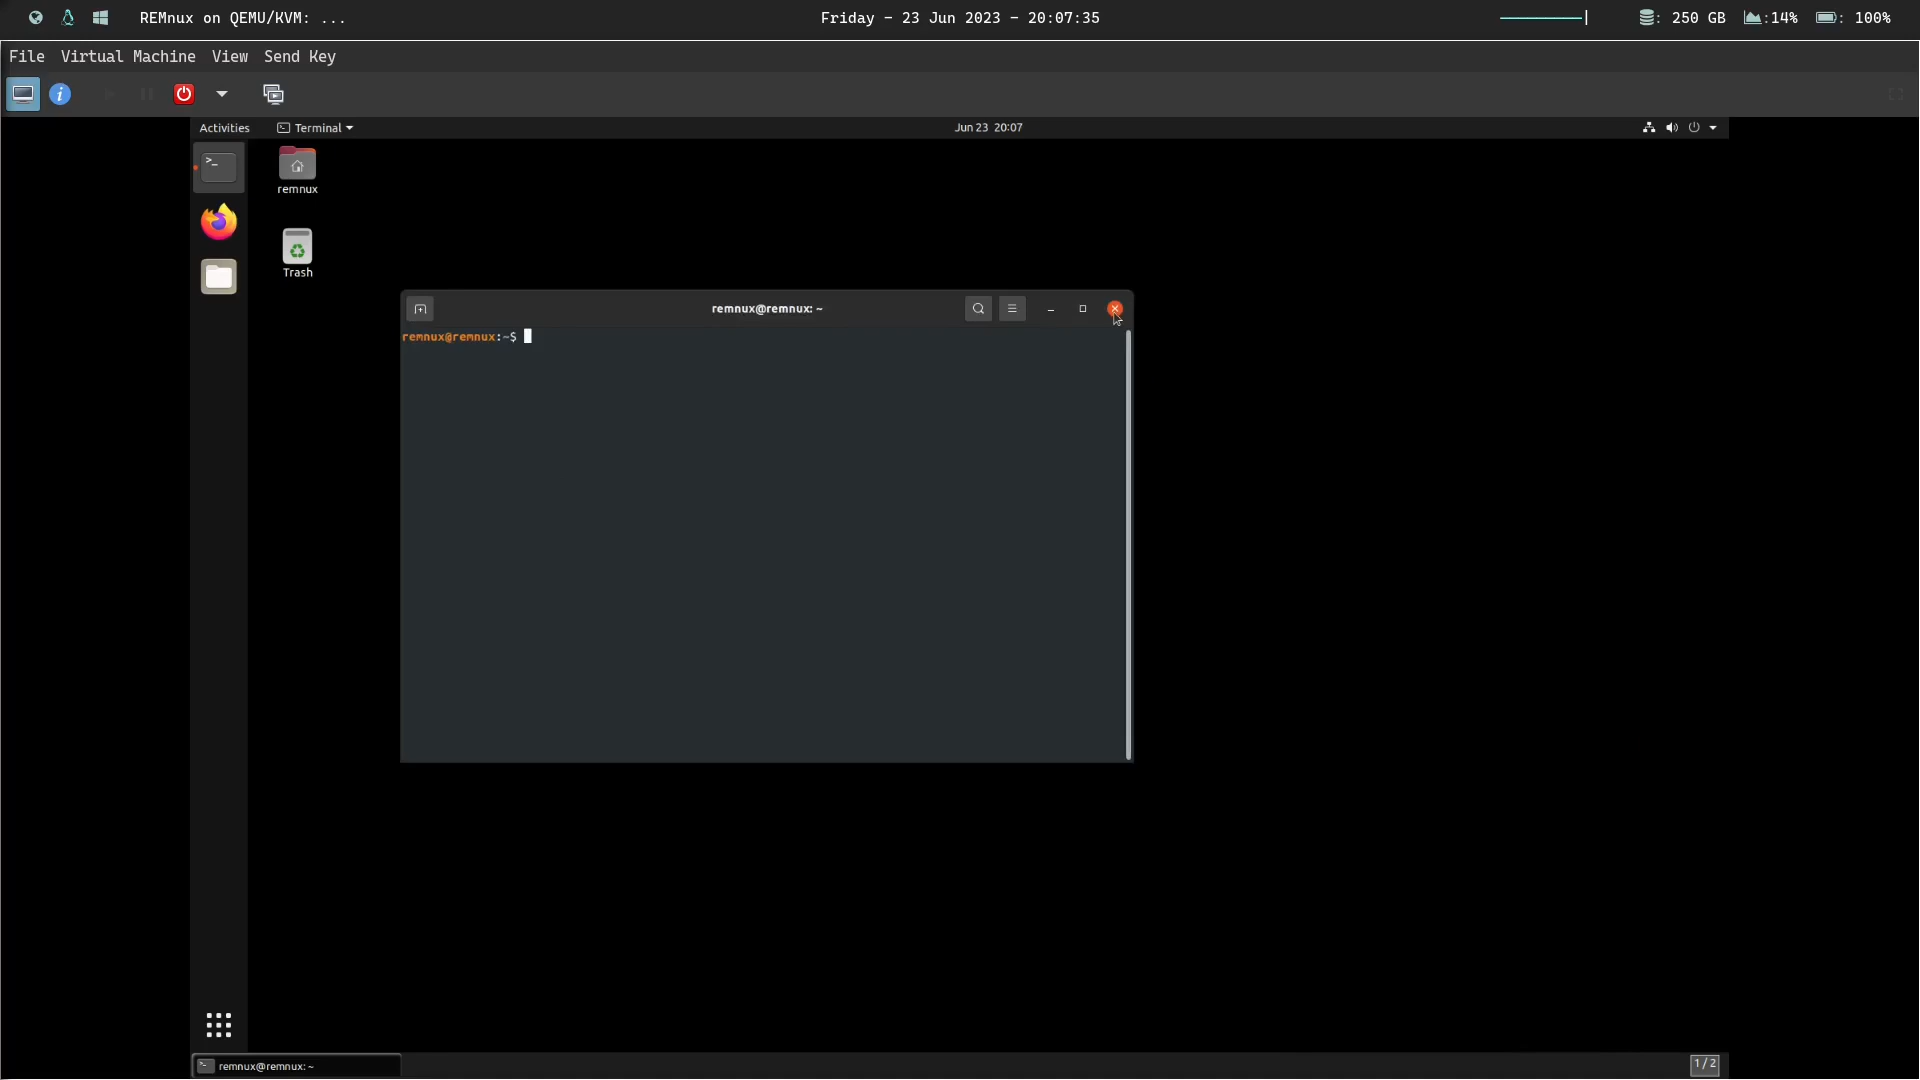 REMnux on QEMU/KVM: ...
Friday - 23 Jun 2023 - 20:07:35
: 250 GB
:14%
: 100%
File Virtual Machine View Send Key
Activities
Terminal
Jun 23 20:07
remnux
Trash
remnux@remnux: ~
remnux@remnux:~$
remnux@remnux: ~
1/2